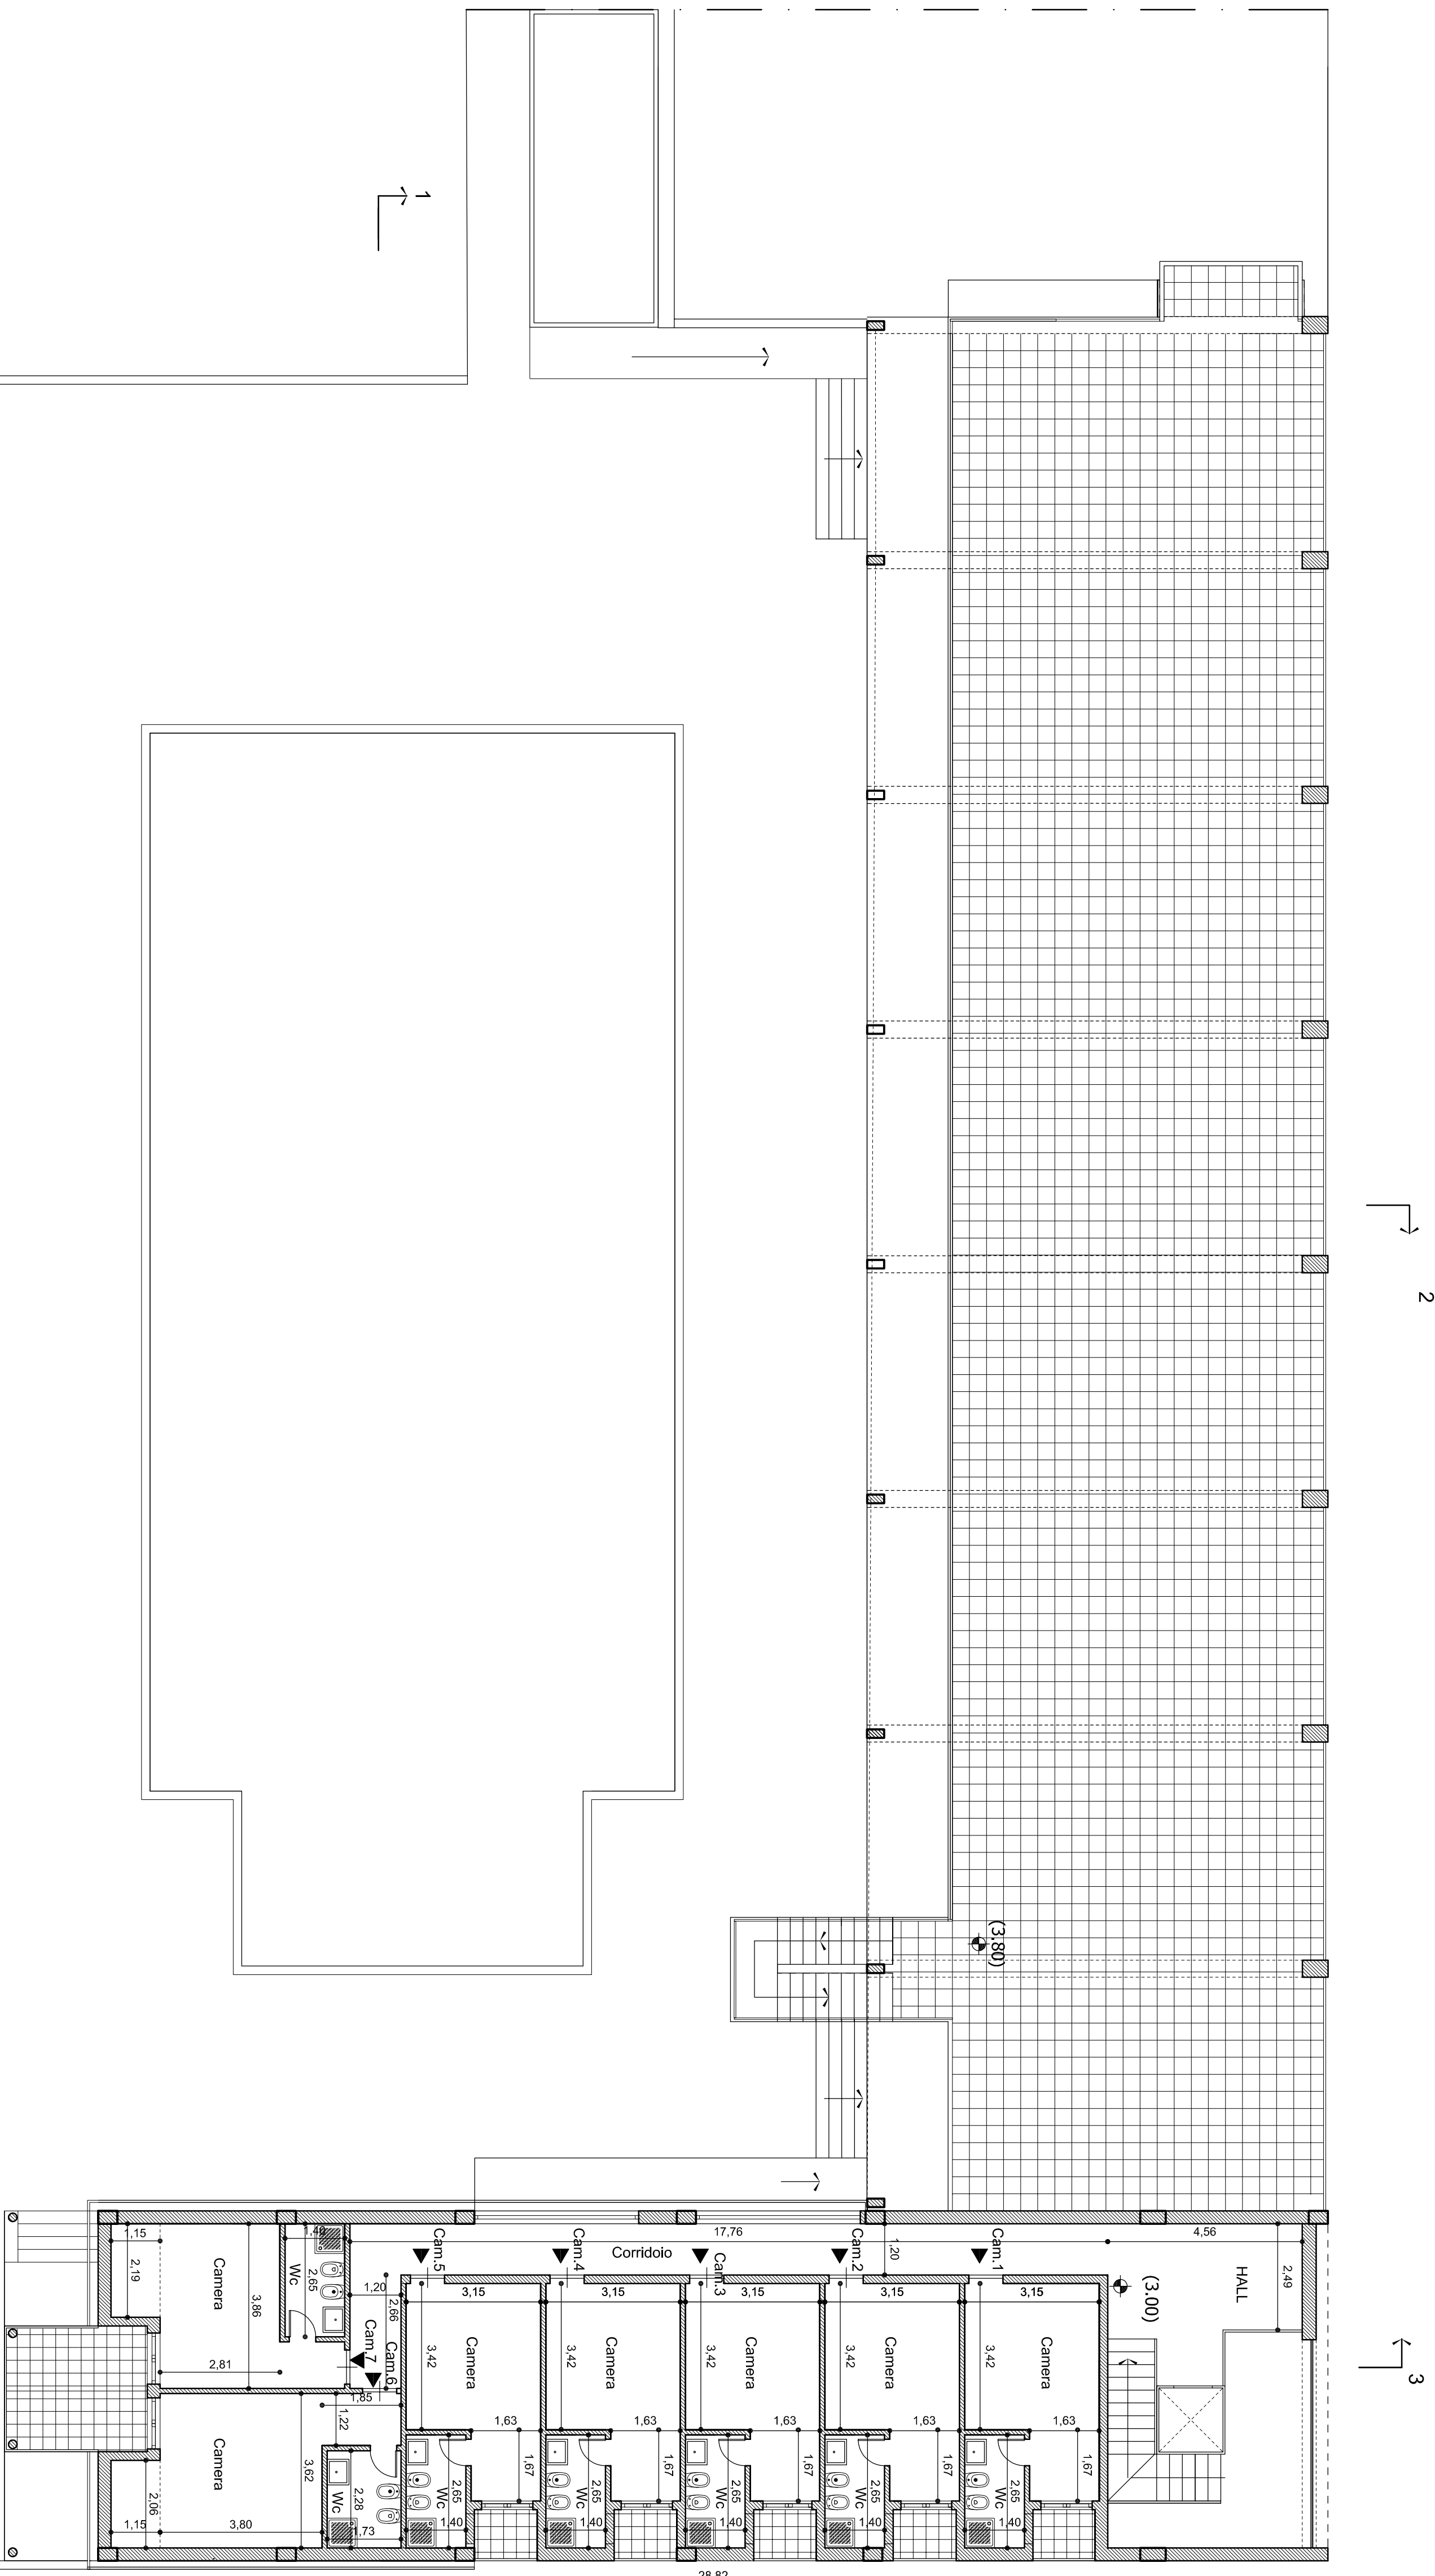 1
2
3
(3.80)
(3.00)
HALL
4,56
2,49
17,76
1,20
Corridoio
Cam.1
Cam.2
Cam.3
Cam.4
Cam.5
Cam.6
Cam.7
3,15
3,42
Camera
1,63
1,67
2,65
Wc
1,40
3,15
3,42
Camera
1,63
1,67
2,65
Wc
1,40
3,15
3,42
Camera
1,63
1,67
2,65
Wc
1,40
3,15
3,42
Camera
1,63
1,67
2,65
Wc
1,40
3,15
3,42
Camera
1,63
1,67
2,65
Wc
1,40
1,15
2,19
Camera
3,86
2,81
1,40
Wc
2,65
1,20
2,66
1,85
1,22
Camera
3,62
2,28
Wc
1,73
2,06
1,15
3,80
28,82